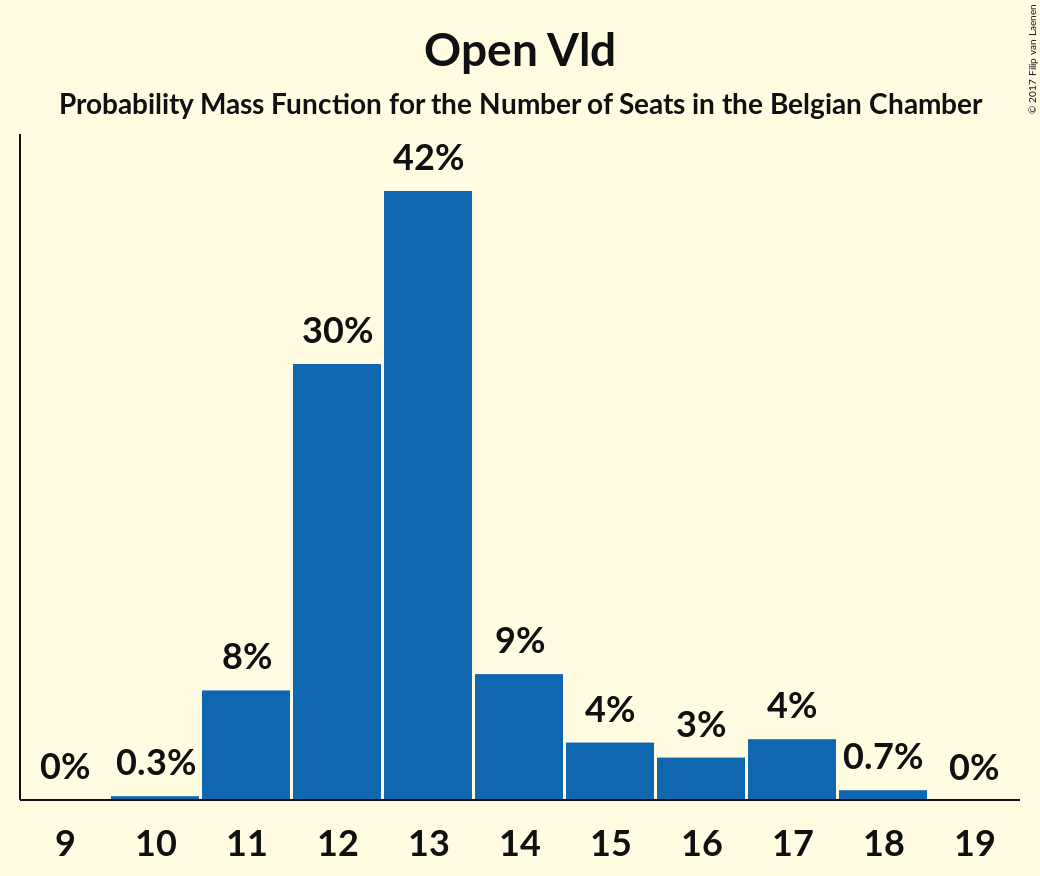 Open Vld
Probability Mass Function for the Number of Seats in the Belgian Chamber
© 2017 Filip van Laenen
42%
30%
9%
8%
4%
4%
3%
0.7%
0.3%
0%
0%
9 10 11 12 13 14 15 16 17 18 19